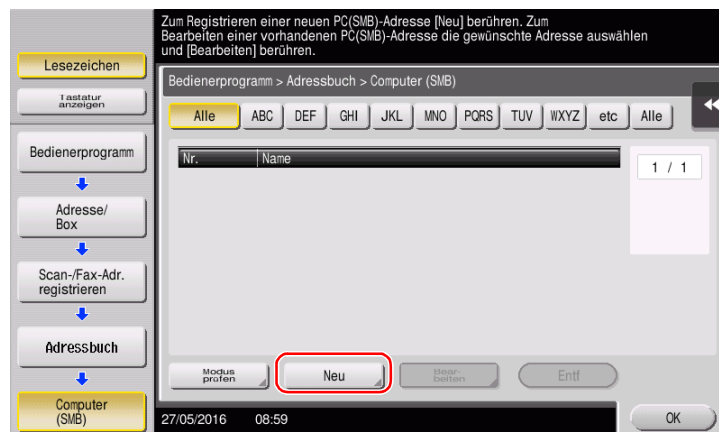 Zum Registrieren einer neuen PC(SMB)-Adresse [Neu] berühren. Zum
Bearbeiten einer vorhandenen PC(SMB)-Adresse die gewünschte Adresse auswählen
und [Bearbeiten] berühren.
Lesezeichen
Tastatur
anzeigen
Bedienerprogramm
Adresse/
Box
Scan-/Fax-Adr.
registrieren
Adressbuch
Computer
(SMB)
Bedienerprogramm > Adressbuch > Computer (SMB)
Alle ABC DEF GHI JKL MNO PQRS TUV WXYZ etc Alle
Nr. Name
1 / 1
Modus
prüfen
Neu
Bear-
beiten
Entf
27/05/2016 08:59
OK